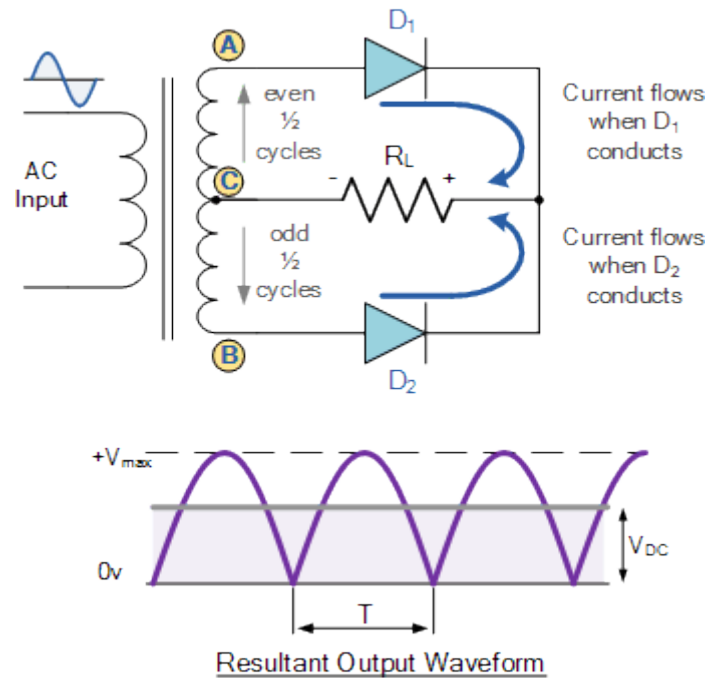 A
D1
even
½
cycles
Current flows
when D1
conducts
AC
Input
C
- RL +
odd
½
cycles
Current flows
when D2
conducts
B
D2
+Vmax
VDC
0v
T
Resultant Output Waveform